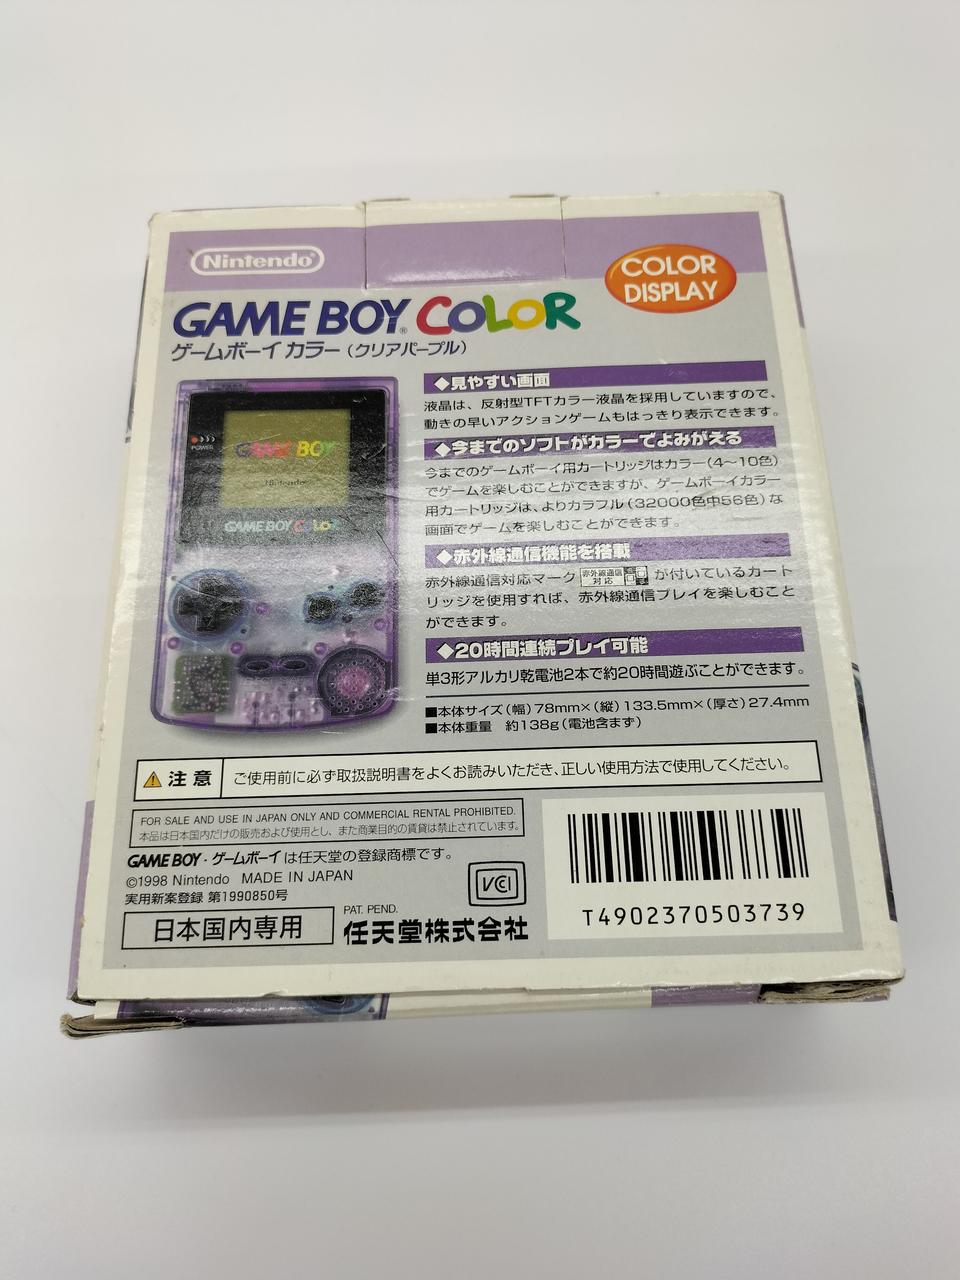 Nintendo
COLOR
DISPLAY
GAME BOY COLOR
ゲームボーイ カラー（クリアパープル）
POWER
GAME BOY
Nintendo
GAME BOY COLOR
◆見やすい画面
液晶は、反射型TFTカラー液晶を採用していますので、
動きの早いアクションゲームもはっきり表示できます。
◆今までのソフトがカラーでよみがえる
今までのゲームボーイ用カートリッジはカラー（4〜10色）
でゲームを楽しむことができますが、ゲームボーイカラー
用カートリッジは、よりカラフル（32000色中56色）な
画面でゲームを楽しむことができます。
◆赤外線通信機能を搭載
赤外線通信対応マーク 赤外線通信対応 が付いているカート
リッジを使用すれば、赤外線通信プレイを楽しむこと
ができます。
◆20時間連続プレイ可能
単3形アルカリ乾電池2本で約20時間遊ぶことができます。
■本体サイズ（幅）78mm×（縦）133.5mm×（厚さ）27.4mm
■本体重量 約138g（電池含まず）
注意 ご使用前に必ず取扱説明書をよくお読みいただき、正しい使用方法で使用してください。
FOR SALE AND USE IN JAPAN ONLY AND COMMERCIAL RENTAL PROHIBITED.
本品は日本国内だけの販売および使用とし、また商業目的の賃貸は禁止されています。
GAME BOY・ゲームボーイは任天堂の登録商標です。
©1998 Nintendo MADE IN JAPAN
実用新案登録 第1990850号
VCCI
日本国内専用
PAT. PEND.
任天堂株式会社
T4902370503739